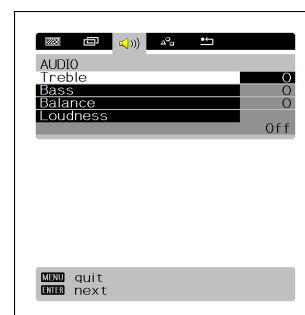 AUDIO
Treble 0
Bass 0
Balance 0
Loudness
Off
MENU quit
ENTER next